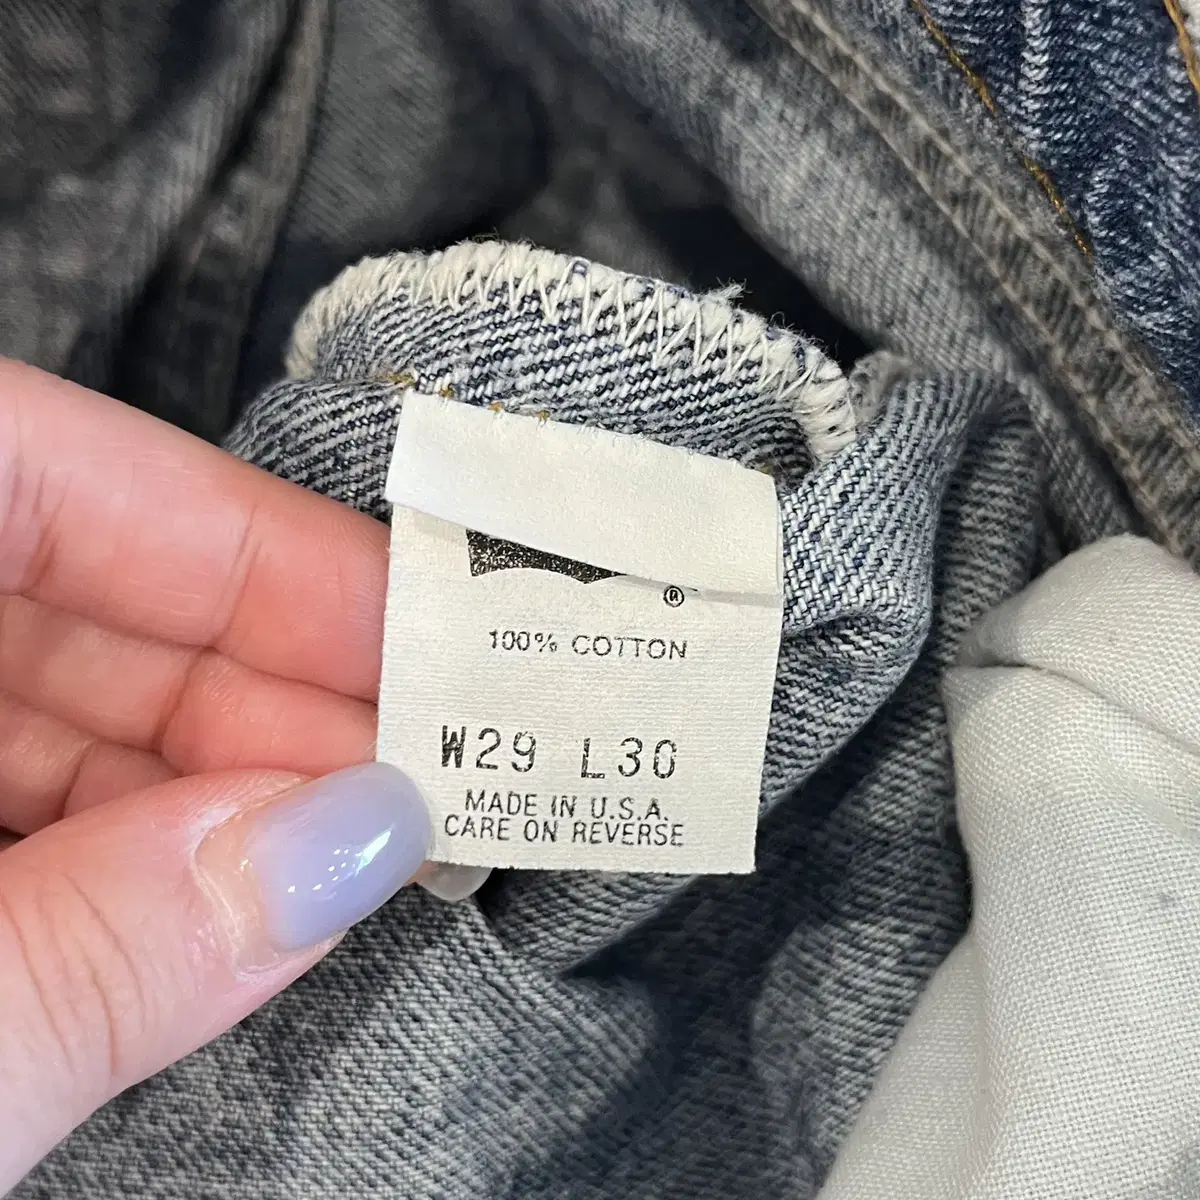 ®
100% COTTON
W29 L30
MADE IN U.S.A.
CARE ON REVERSE